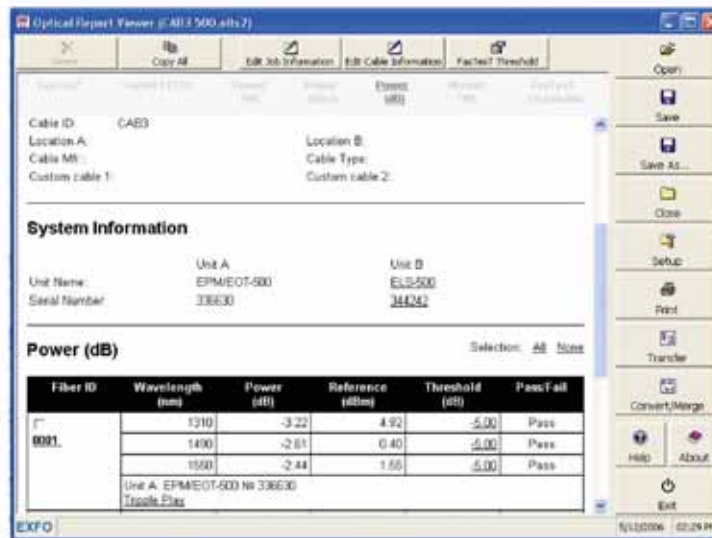 Optical Report Viewer (CAB3 500.olts2)
Copy All
Edit Job Information
Edit Cable Information
FasTesT Threshold
Power (dB)
Cable ID: CAB3
Location A: Location B:
Cable Mfr.: Cable Type:
Custom cable 1: Custom cable 2:
System Information
Unit A Unit B
Unit Name: EPM/EOT-500 ELS-500
Serial Number: 336630 344242
Power (dB)
Selection: All None
Fiber ID Wavelength (nm) Power (dB) Reference (dBm) Threshold (dB) Pass/Fail
0001. 1310 -3.22 4.92 -5.00 Pass
1490 -2.61 0.40 -5.00 Pass
1550 -2.44 1.55 -5.00 Pass
Unit A: EPM/EOT-500 № 336630
Tripple Play
Open
Save
Save As...
Close
Setup
Print
Transfer
Convert/Merge
Help About
Exit
EXFO
5/12/2006 02:29 PM